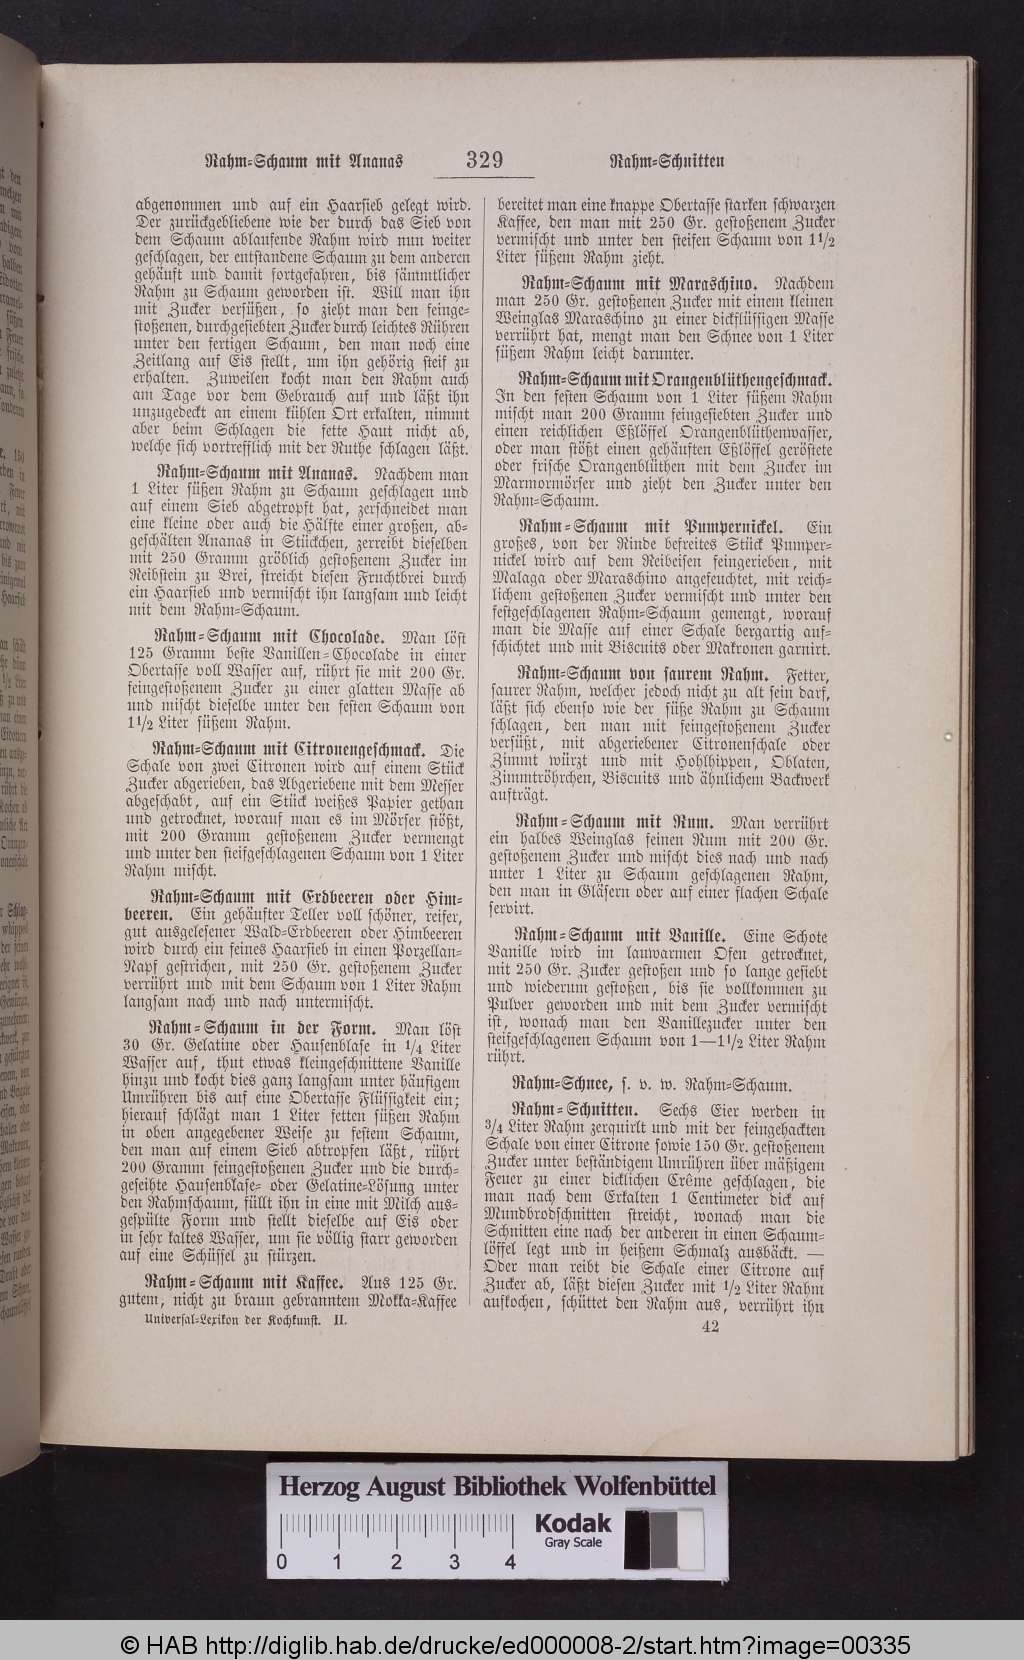 Rahm-Schaum mit Ananas 329 Rahm-Schnitten
abgenommen und auf ein Haarsieb gelegt wird.
Der zurückgebliebene wie der durch das Sieb von
dem Schaum ablaufende Rahm wird nun weiter
geschlagen, der entstandene Schaum zu dem anderen
gehäuft und damit fortgefahren, bis sämmtlicher
Rahm zu Schaum geworden ist. Will man ihn
mit Zucker versüßen, so zieht man den feinge-
stoßenen, durchgesiebten Zucker durch leichtes Rühren
unter den fertigen Schaum, den man noch eine
Zeitlang auf Eis stellt, um ihn gehörig steif zu
erhalten. Zuweilen kocht man den Rahm auch
am Tage vor dem Gebrauch auf und läßt ihn
unzugedeckt an einem kühlen Ort erkalten, nimmt
aber beim Schlagen die fette Haut nicht ab,
welche sich vortrefflich mit der Ruthe schlagen läßt.
Rahm-Schaum mit Ananas. Nachdem man
1 Liter süßen Rahm zu Schaum geschlagen und
auf einem Sieb abgetropft hat, zerschneidet man
eine kleine oder auch die Hälfte einer großen, ab-
geschälten Ananas in Stückchen, zerreibt dieselben
mit 250 Gramm gröblich gestoßenem Zucker im
Reibstein zu Brei, streicht diesen Fruchtbrei durch
ein Haarsieb und vermischt ihn langsam und leicht
mit dem Rahm-Schaum.
Rahm-Schaum mit Chocolade. Man löst
125 Gramm beste Vanillen-Chocolade in einer
Obertasse voll Wasser auf, rührt sie mit 200 Gr.
feingestoßenem Zucker zu einer glatten Masse ab
und mischt dieselbe unter den festen Schaum von
1 1/2 Liter süßem Rahm.
Rahm-Schaum mit Citronengeschmack. Die
Schale von zwei Citronen wird auf einem Stück
Zucker abgerieben, das Abgeriebene mit dem Messer
abgeschabt, auf ein Stück weißes Papier gethan
und getrocknet, worauf man es im Mörser stößt,
mit 200 Gramm gestoßenem Zucker vermengt
und unter den steifgeschlagenen Schaum von 1 Liter
Rahm mischt.
Rahm-Schaum mit Erdbeeren oder Him-
beeren. Ein gehäufter Teller voll schöner, reifer,
gut ausgelesener Wald-Erdbeeren oder Himbeeren
wird durch ein feines Haarsieb in einen Porzellan-
Napf gestrichen, mit 250 Gr. gestoßenem Zucker
verrührt und mit dem Schaum von 1 Liter Rahm
langsam nach und nach untermischt.
Rahm-Schaum in der Form. Man löst
30 Gr. Gelatine oder Hausenblase in 1/4 Liter
Wasser auf, thut etwas kleingeschnittene Vanille
hinzu und kocht dies ganz langsam unter häufigem
Umrühren bis auf eine Obertasse Flüssigkeit ein;
hierauf schlägt man 1 Liter fetten süßen Rahm
in oben angegebener Weise zu festem Schaum,
den man auf einem Sieb abtropfen läßt, rührt
200 Gramm feingestoßenen Zucker und die durch-
geseihte Hausenblase- oder Gelatine-Lösung unter
den Rahmschaum, füllt ihn in eine mit Milch aus-
gespülte Form und stellt dieselbe auf Eis oder
in sehr kaltes Wasser, um sie völlig starr geworden
auf eine Schüssel zu stürzen.
Rahm-Schaum mit Kaffee. Aus 125 Gr.
gutem, nicht zu braun gebranntem Mokka-Kaffee
Universal-Lexikon der Kochkunst. II.
bereitet man eine knappe Obertasse starken schwarzen
Kaffee, den man mit 250 Gr. gestoßenem Zucker
vermischt und unter den steifen Schaum von 1 1/2
Liter süßem Rahm zieht.
Rahm-Schaum mit Maraschino. Nachdem
man 250 Gr. gestoßenen Zucker mit einem kleinen
Weinglas Maraschino zu einer dickflüssigen Masse
verrührt hat, mengt man den Schnee von 1 Liter
süßem Rahm leicht darunter.
Rahm-Schaum mit Orangenblüthengeschmack.
In den festen Schaum von 1 Liter süßem Rahm
mischt man 200 Gramm feingesiebten Zucker und
einen reichlichen Eßlöffel Orangenblüthenwasser,
oder man stößt einen gehäuften Eßlöffel geröstete
oder frische Orangenblüthen mit dem Zucker im
Marmormörser und zieht den Zucker unter den
Rahm-Schaum.
Rahm-Schaum mit Pumpernickel. Ein
großes, von der Rinde befreites Stück Pumper-
nickel wird auf dem Reibeisen feingerieben, mit
Malaga oder Maraschino angefeuchtet, mit reich-
lichem gestoßenen Zucker vermischt und unter den
festgeschlagenen Rahm-Schaum gemengt, worauf
man die Masse auf einer Schale bergartig auf-
schichtet und mit Biscuits oder Makronen garnirt.
Rahm-Schaum von saurem Rahm. Fetter,
saurer Rahm, welcher jedoch nicht zu alt sein darf,
läßt sich ebenso wie der süße Rahm zu Schaum
schlagen, den man mit feingestoßenem Zucker
versüßt, mit abgeriebener Citronenschale oder
Zimmt würzt und mit Hohlhippen, Oblaten,
Zimmtröhrchen, Biscuits und ähnlichem Backwerk
aufträgt.
Rahm-Schaum mit Rum. Man verrührt
ein halbes Weinglas feinen Rum mit 200 Gr.
gestoßenem Zucker und mischt dies nach und nach
unter 1 Liter zu Schaum geschlagenen Rahm,
den man in Gläsern oder auf einer flachen Schale
servirt.
Rahm-Schaum mit Vanille. Eine Schote
Vanille wird im lauwarmen Ofen getrocknet,
mit 250 Gr. Zucker gestoßen und so lange gesiebt
und wiederum gestoßen, bis sie vollkommen zu
Pulver geworden und mit dem Zucker vermischt
ist, wonach man den Vanillezucker unter den
steifgeschlagenen Schaum von 1—1 1/2 Liter Rahm
rührt.
Rahm-Schnee, s. v. w. Rahm-Schaum.
Rahm-Schnitten. Sechs Eier werden in
3/4 Liter Rahm zerquirlt und mit der feingehackten
Schale von einer Citrone sowie 150 Gr. gestoßenem
Zucker unter beständigem Umrühren über mäßigem
Feuer zu einer dicklichen Crême geschlagen, die
man nach dem Erkalten 1 Centimeter dick auf
Mundbrodschnitten streicht, wonach man die
Schnitten eine nach der anderen in einen Schaum-
löffel legt und in heißem Schmalz ausbäckt. —
Oder man reibt die Schale einer Citrone auf
Zucker ab, läßt diesen Zucker mit 1/2 Liter Rahm
aufkochen, schüttet den Rahm aus, verrührt ihn
42
Herzog August Bibliothek Wolfenbüttel
0 1 2 3 4
Kodak
Gray Scale
© HAB http://diglib.hab.de/drucke/ed000008-2/start.htm?image=00335